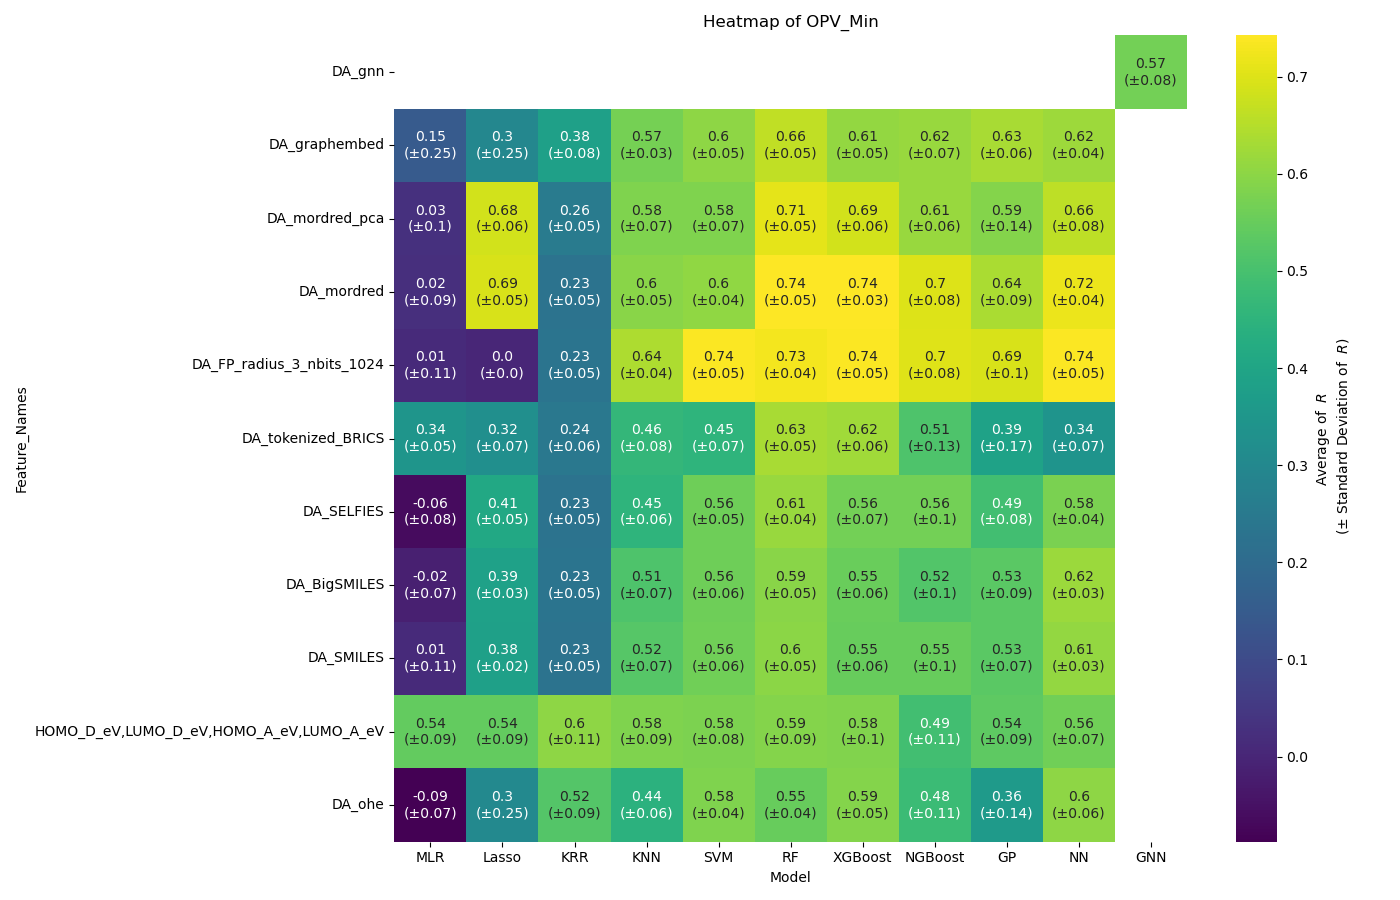 Heatmap of OPV_Min
DA_gnn
0.57
(±0.08)
DA_graphembed
0.15 0.3 0.38 0.57 0.6 0.66 0.61 0.62 0.63 0.62
(±0.25) (±0.25) (±0.08) (±0.03) (±0.05) (±0.05) (±0.05) (±0.07) (±0.06) (±0.04)
DA_mordred_pca
0.03 0.68 0.26 0.58 0.58 0.71 0.69 0.61 0.59 0.66
(±0.1) (±0.06) (±0.05) (±0.07) (±0.07) (±0.05) (±0.06) (±0.06) (±0.14) (±0.08)
DA_mordred
0.02 0.69 0.23 0.6 0.6 0.74 0.74 0.7 0.64 0.72
(±0.09) (±0.05) (±0.05) (±0.05) (±0.04) (±0.05) (±0.03) (±0.08) (±0.09) (±0.04)
DA_FP_radius_3_nbits_1024
0.01 0.0 0.23 0.64 0.74 0.73 0.74 0.7 0.69 0.74
(±0.11) (±0.0) (±0.05) (±0.04) (±0.05) (±0.04) (±0.05) (±0.08) (±0.1) (±0.05)
DA_tokenized_BRICS
0.34 0.32 0.24 0.46 0.45 0.63 0.62 0.51 0.39 0.34
(±0.05) (±0.07) (±0.06) (±0.08) (±0.07) (±0.05) (±0.06) (±0.13) (±0.17) (±0.07)
DA_SELFIES
-0.06 0.41 0.23 0.45 0.56 0.61 0.56 0.56 0.49 0.58
(±0.08) (±0.05) (±0.05) (±0.06) (±0.05) (±0.04) (±0.07) (±0.1) (±0.08) (±0.04)
DA_BigSMILES
-0.02 0.39 0.23 0.51 0.56 0.59 0.55 0.52 0.53 0.62
(±0.07) (±0.03) (±0.05) (±0.07) (±0.06) (±0.05) (±0.06) (±0.1) (±0.09) (±0.03)
DA_SMILES
0.01 0.38 0.23 0.52 0.56 0.6 0.55 0.55 0.53 0.61
(±0.11) (±0.02) (±0.05) (±0.07) (±0.06) (±0.05) (±0.06) (±0.1) (±0.07) (±0.03)
HOMO_D_eV,LUMO_D_eV,HOMO_A_eV,LUMO_A_eV
0.54 0.54 0.6 0.58 0.58 0.59 0.58 0.49 0.54 0.56
(±0.09) (±0.09) (±0.11) (±0.09) (±0.08) (±0.09) (±0.1) (±0.11) (±0.09) (±0.07)
DA_ohe
-0.09 0.3 0.52 0.44 0.58 0.55 0.59 0.48 0.36 0.6
(±0.07) (±0.25) (±0.09) (±0.06) (±0.04) (±0.04) (±0.05) (±0.11) (±0.14) (±0.06)
MLR Lasso KRR KNN SVM RF XGBoost NGBoost GP NN GNN
Model
Feature_Names
0.7
0.6
0.5
0.4
0.3
0.2
0.1
0.0
Average of R
(± Standard Deviation of R)